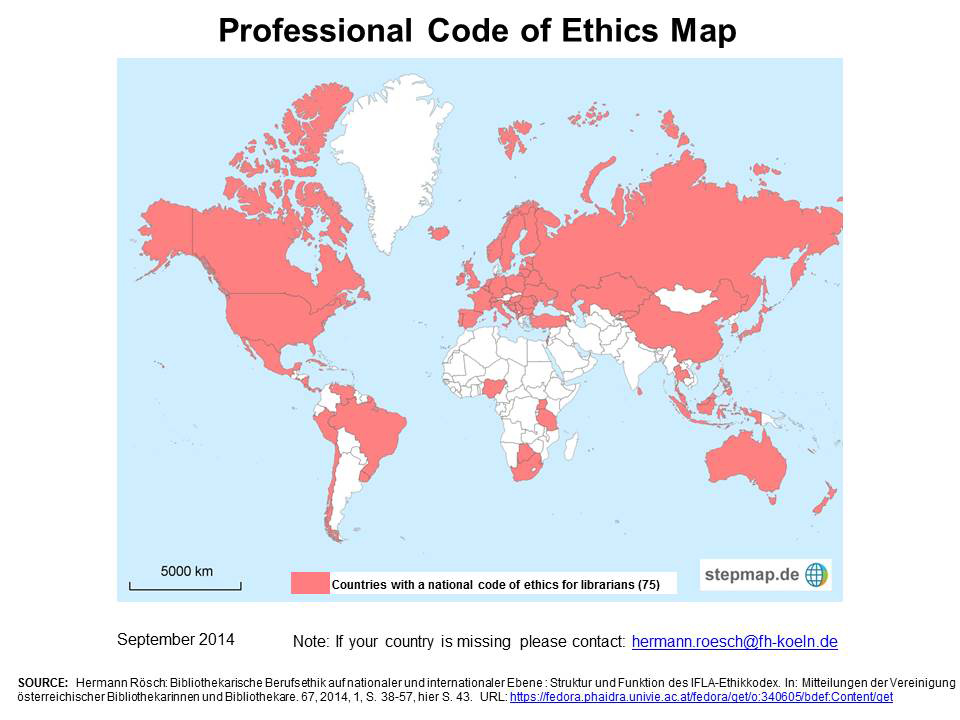 Professional Code of Ethics Map
5000 km
Countries with a national code of ethics for librarians (75)
stepmap.de
September 2014
Note: If your country is missing please contact: hermann.roesch@fh-koeln.de
SOURCE: Hermann Rösch: Bibliothekarische Berufsethik auf nationaler und internationaler Ebene : Struktur und Funktion des IFLA-Ethikkodex. In: Mitteilungen der Vereinigung
österreichischer Bibliothekarinnen und Bibliothekare. 67, 2014, 1, S. 38-57, hier S. 43. URL: https://fedora.phaidra.univie.ac.at/fedora/get/o:340605/bdef:Content/get